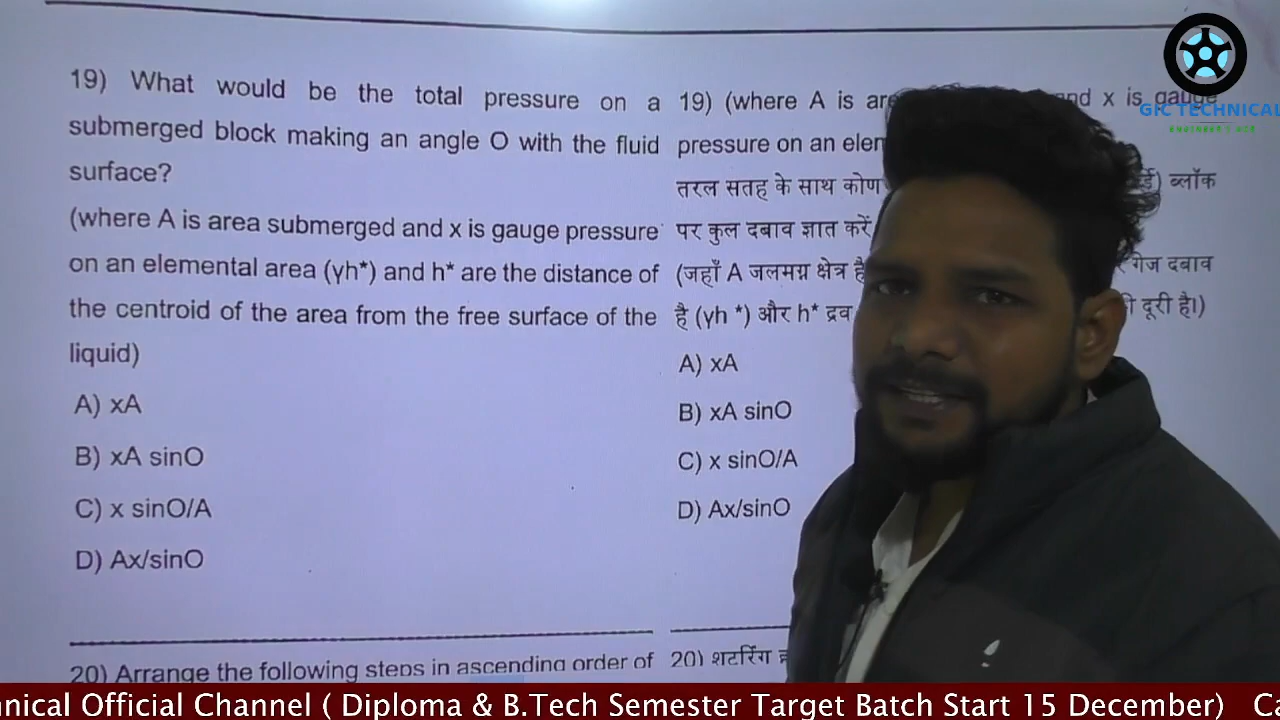 19) What would be the total pressure on a
submerged block making an angle O with the fluid
surface?
(where A is area submerged and x is gauge pressure
on an elemental area (γh*) and h* are the distance of
the centroid of the area from the free surface of the
liquid)
A) xA
B) xA sinO
C) x sinO/A
D) Ax/sinO
20) Arrange the following steps in ascending order of
19) (where A is and x is gauge
pressure on an
तरल सतह के साथ कोण ब्लॉक
पर कुल दबाव ज्ञात करें
(जहाँ A जलमग्न क्षेत्र है गेज दबाव
है (γh *) और h* द्रव दूरी है।)
A) xA
B) xA sinO
C) x sinO/A
D) Ax/sinO
20) शटरिंग
GIC TECHNICAL
Official Channel ( Diploma & B.Tech Semester Target Batch Start 15 December)